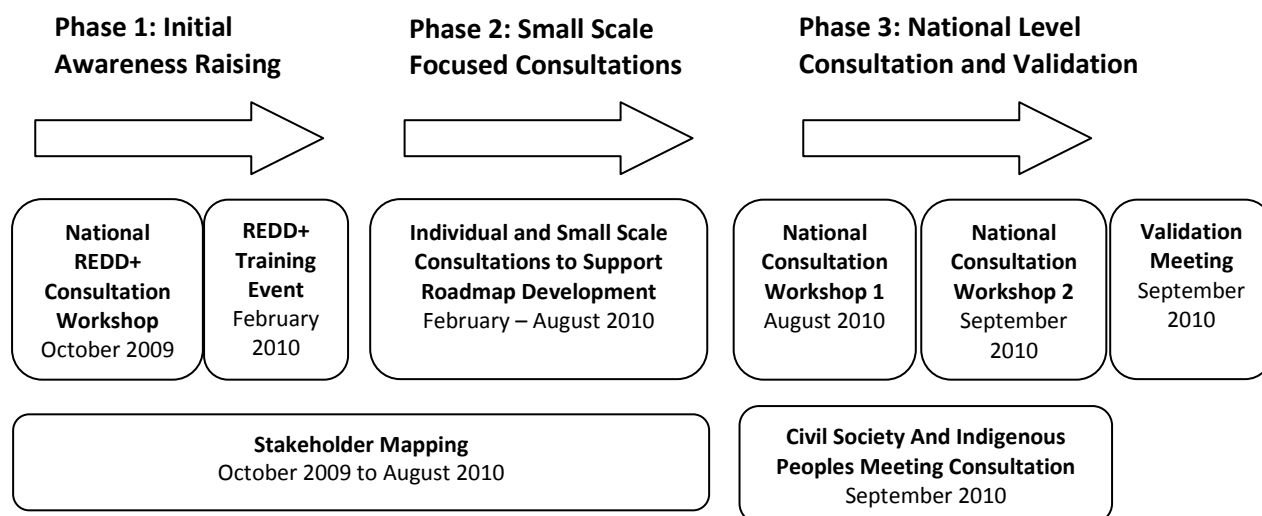 Phase 1: Initial
Awareness Raising
Phase 2: Small Scale
Focused Consultations
Phase 3: National Level
Consultation and Validation
National
REDD+
Consultation
Workshop
October 2009
REDD+
Training
Event
February
2010
Individual and Small Scale
Consultations to Support
Roadmap Development
February – August 2010
National
Consultation
Workshop 1
August 2010
National
Consultation
Workshop 2
September
2010
Validation
Meeting
September
2010
Stakeholder Mapping
October 2009 to August 2010
Civil Society And Indigenous
Peoples Meeting Consultation
September 2010